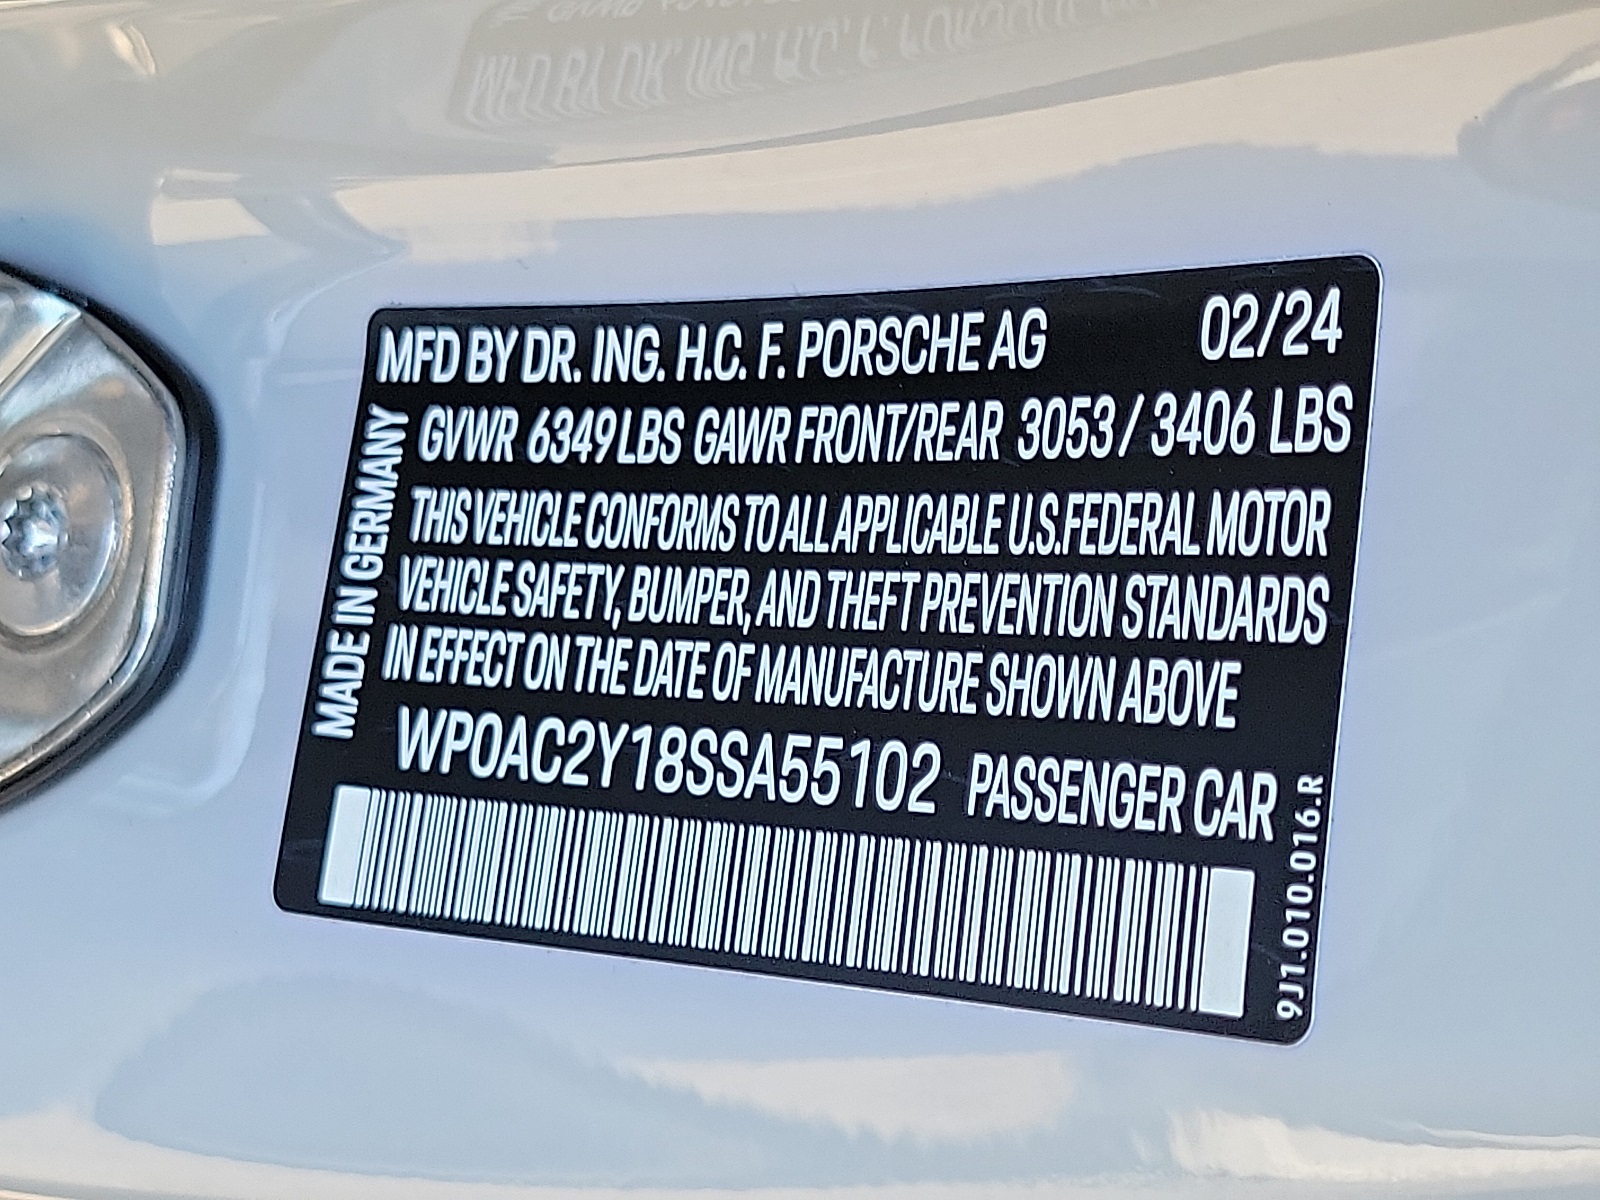 MFD BY DR. ING. H.C. F. PORSCHE AG 02/24
GVWR 6349 LBS GAWR FRONT/REAR 3053 / 3406 LBS
THIS VEHICLE CONFORMS TO ALL APPLICABLE U.S.FEDERAL MOTOR
VEHICLE SAFETY, BUMPER, AND THEFT PREVENTION STANDARDS
IN EFFECT ON THE DATE OF MANUFACTURE SHOWN ABOVE
WP0AC2Y18SSA55102 PASSENGER CAR
MADE IN GERMANY
9J1.010.016.R